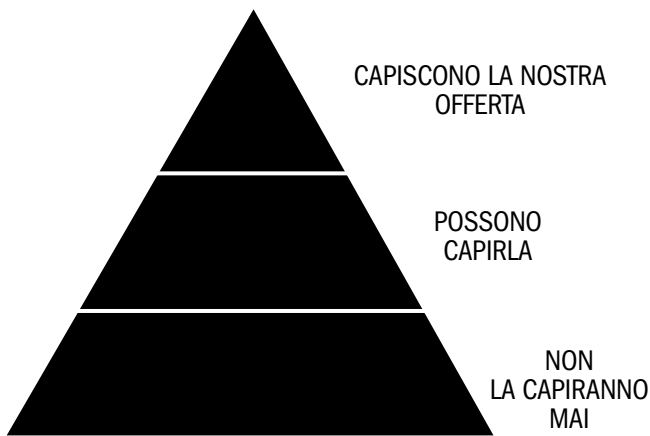 CAPISCONO LA NOSTRA
OFFERTA
POSSONO
CAPIRLA
NON
LA CAPIRANNO
MAI